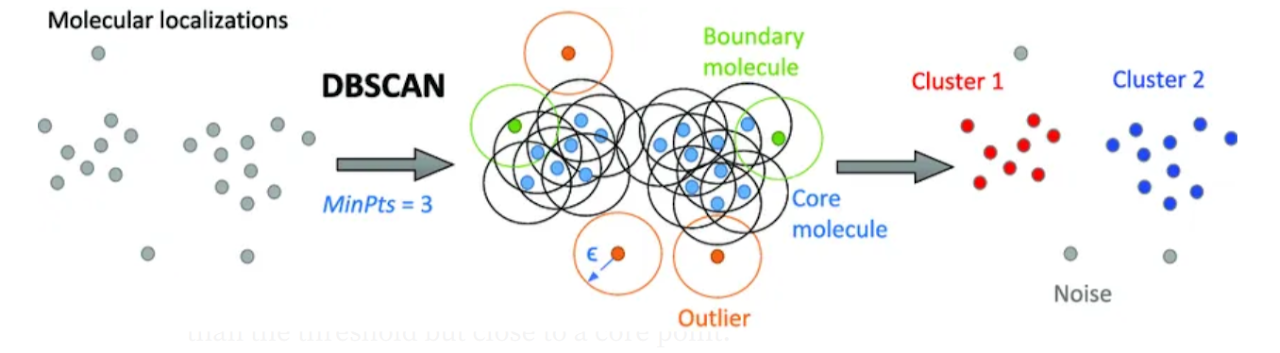 Molecular localizations
DBSCAN
MinPts = 3
Boundary
molecule
Core
molecule
ϵ
Outlier
Cluster 1
Cluster 2
Noise
than the threshold but close to a core point.